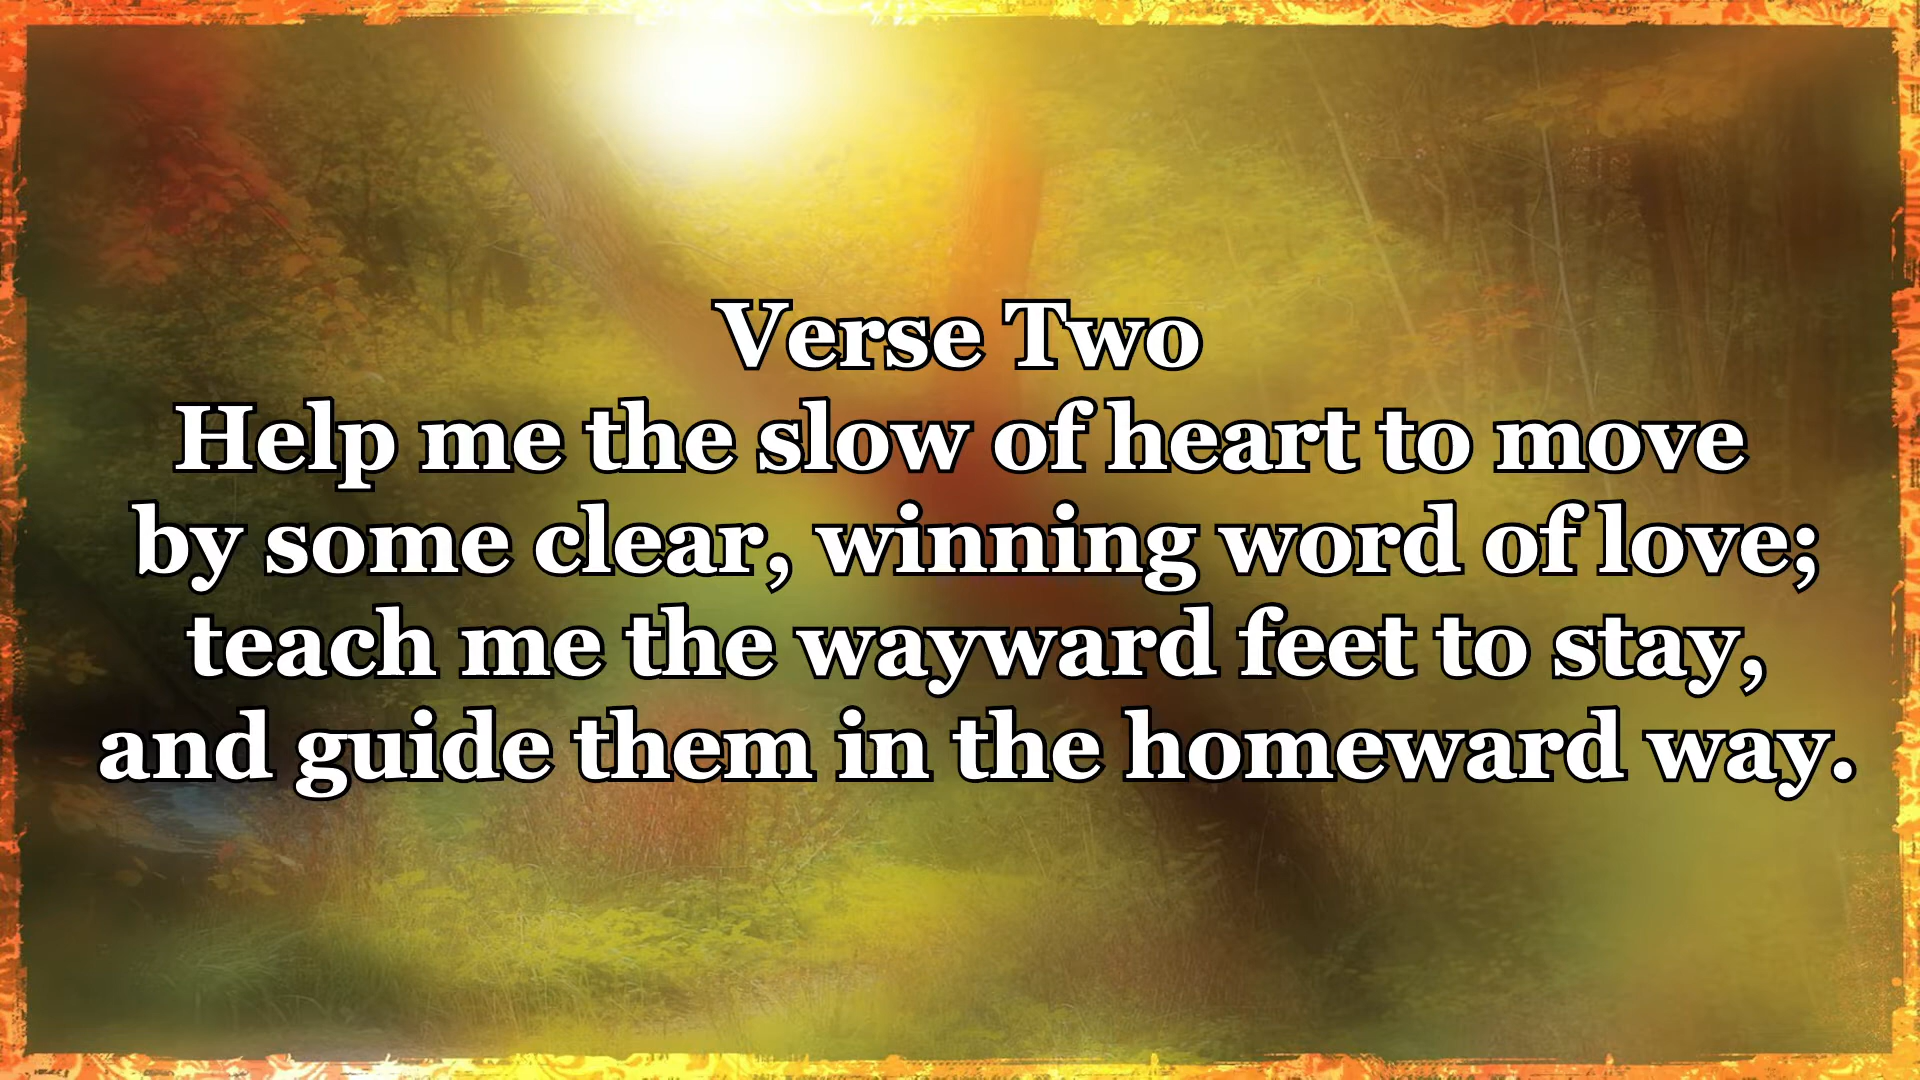 Verse Two
Help me the slow of heart to move
by some clear, winning word of love;
teach me the wayward feet to stay,
and guide them in the homeward way.